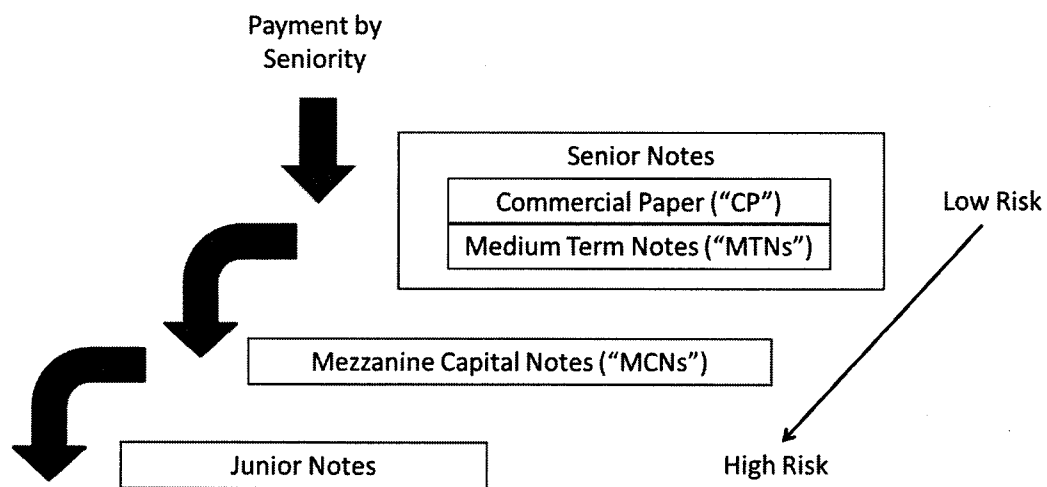 Payment by
Seniority
Senior Notes
Commercial Paper (“CP”)
Low Risk
Medium Term Notes (“MTNs”)
Mezzanine Capital Notes (“MCNs”)
Junior Notes
High Risk